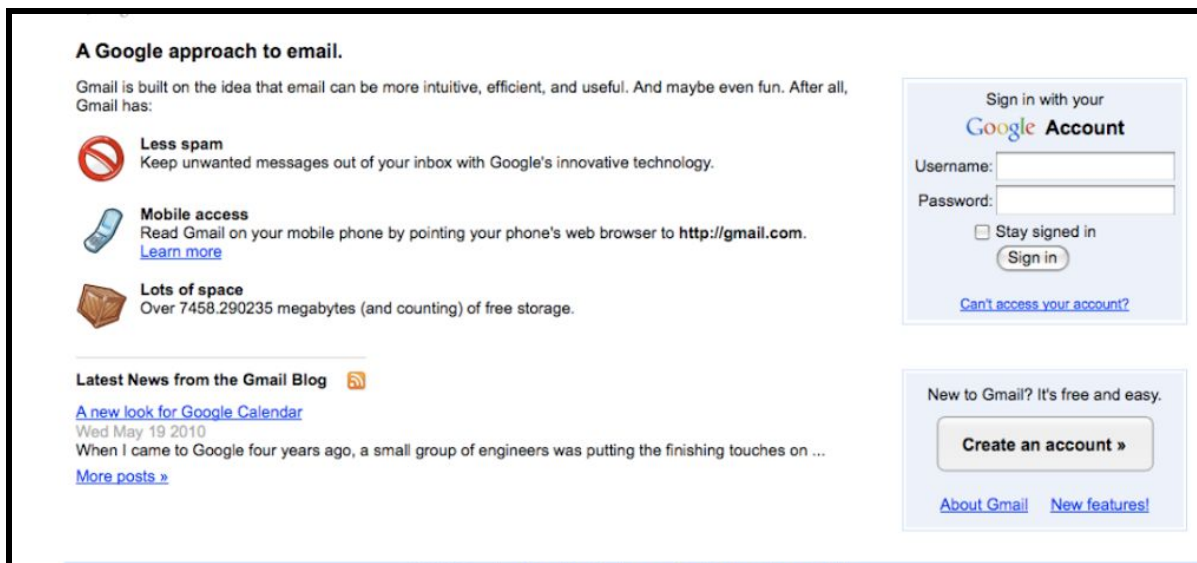 A Google approach to email.
Gmail is built on the idea that email can be more intuitive, efficient, and useful. And maybe even fun. After all,
Gmail has:
Less spam
Keep unwanted messages out of your inbox with Google's innovative technology.
Mobile access
Read Gmail on your mobile phone by pointing your phone's web browser to http://gmail.com.
Learn more
Lots of space
Over 7458.290235 megabytes (and counting) of free storage.
Latest News from the Gmail Blog
A new look for Google Calendar
Wed May 19 2010
When I came to Google four years ago, a small group of engineers was putting the finishing touches on ...
More posts »
Sign in with your
Google Account
Username:
Password:
Stay signed in
Sign in
Can't access your account?
New to Gmail? It's free and easy.
Create an account »
About Gmail New features!